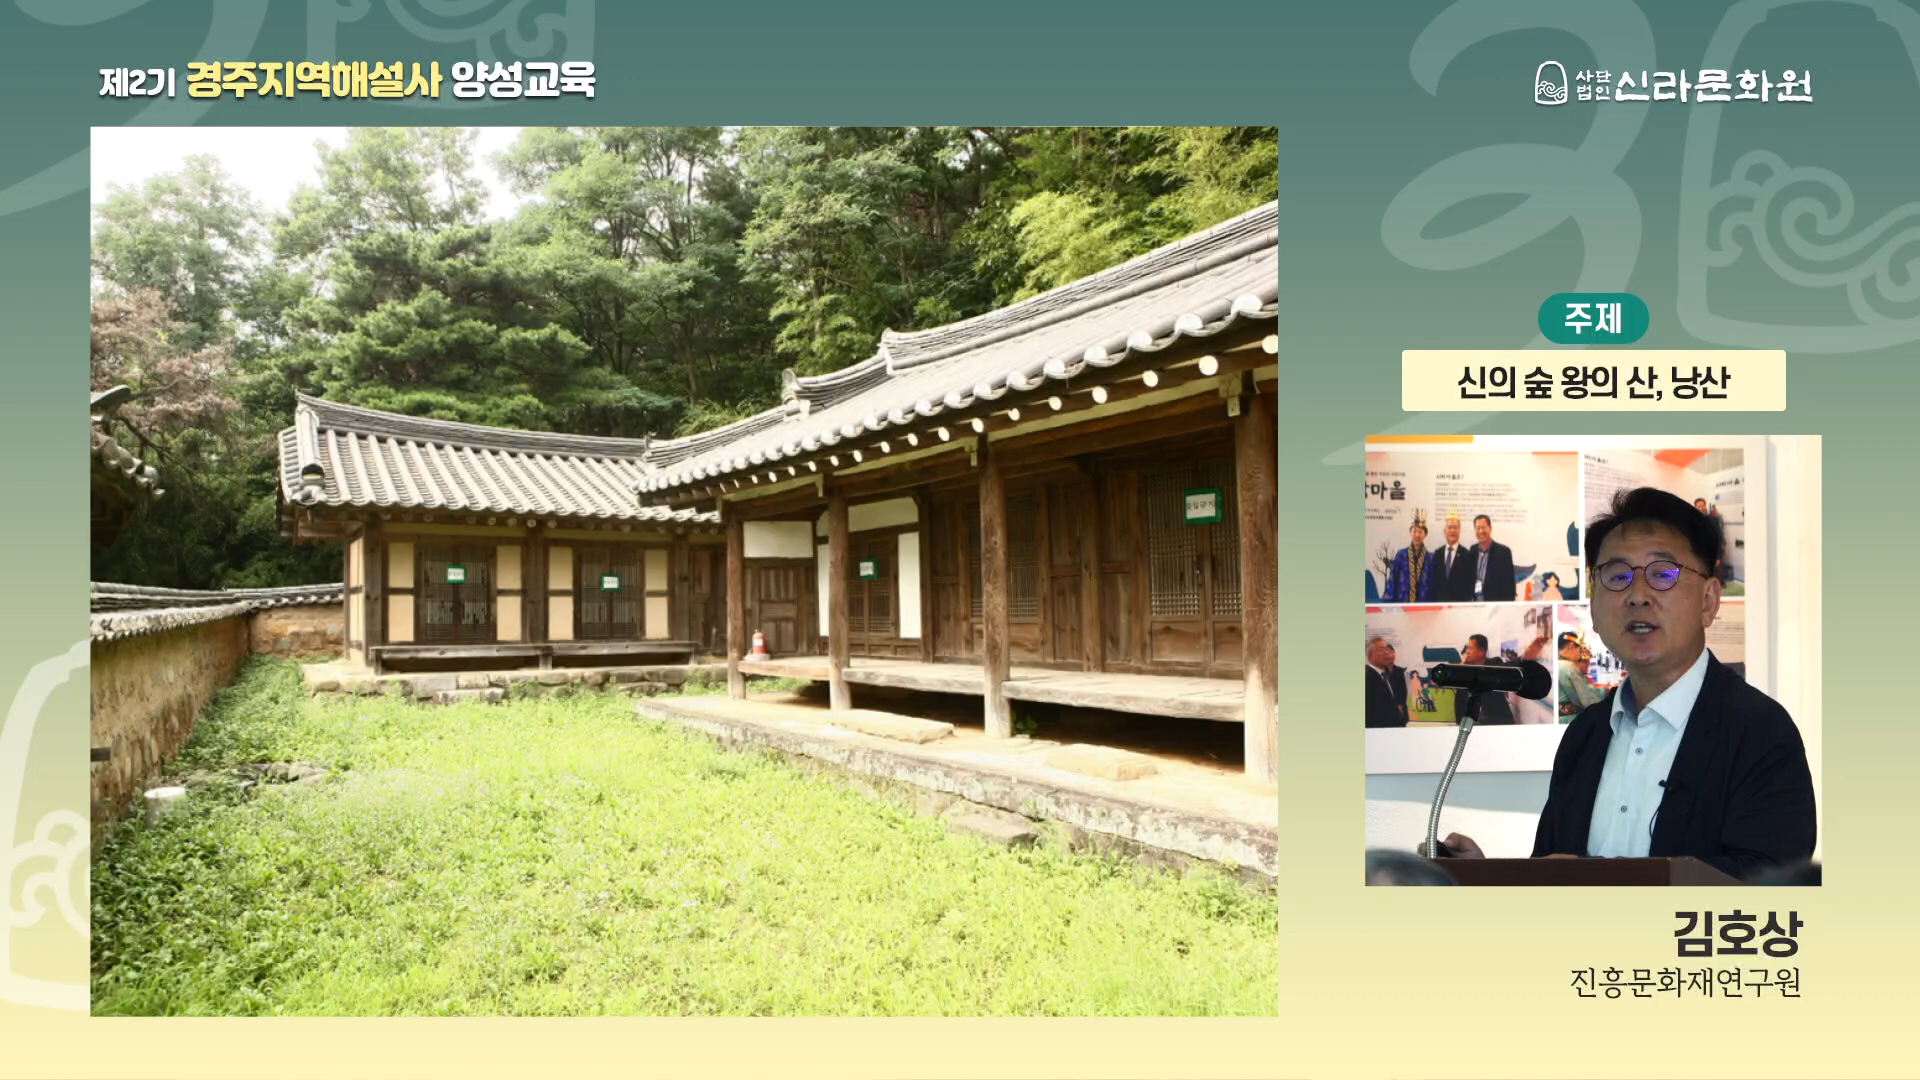 제2기 경주지역해설사 양성교육
사단법인 신라문화원
주제
신의 숲 왕의 산, 낭산
마을
김호상
진흥문화재연구원